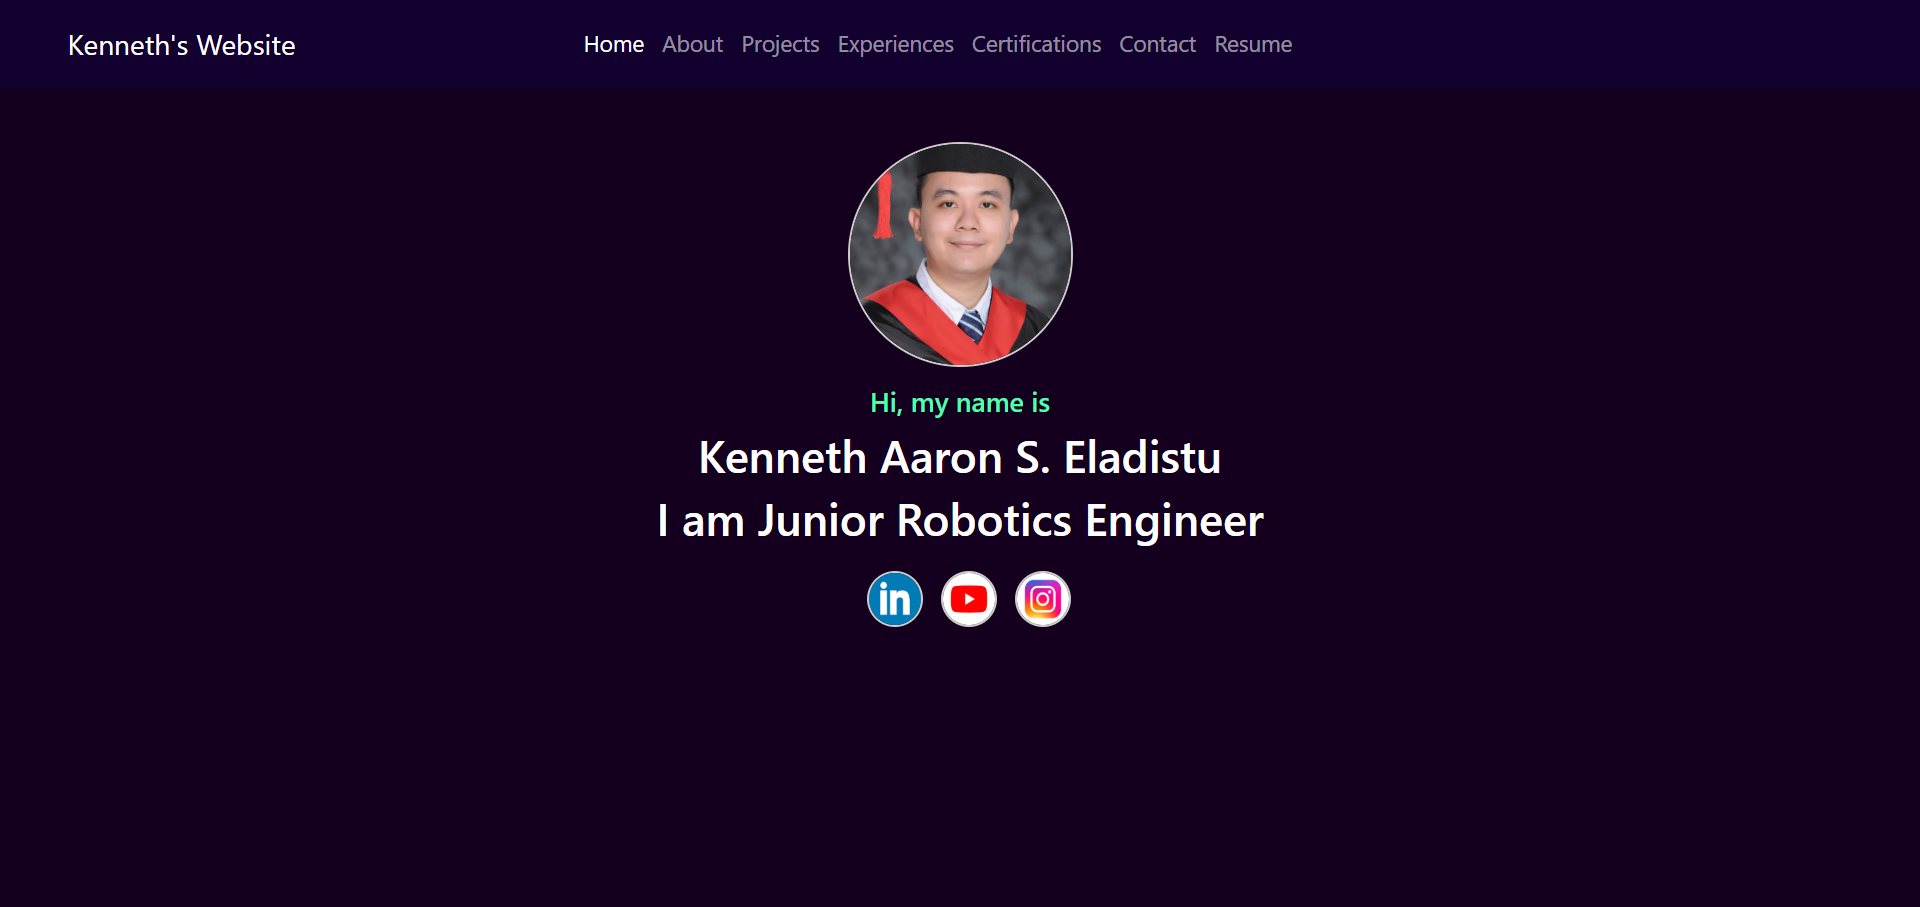 Kenneth's Website
Home About Projects Experiences Certifications Contact Resume
Hi, my name is
Kenneth Aaron S. Eladistu
I am Junior Robotics Engineer
in